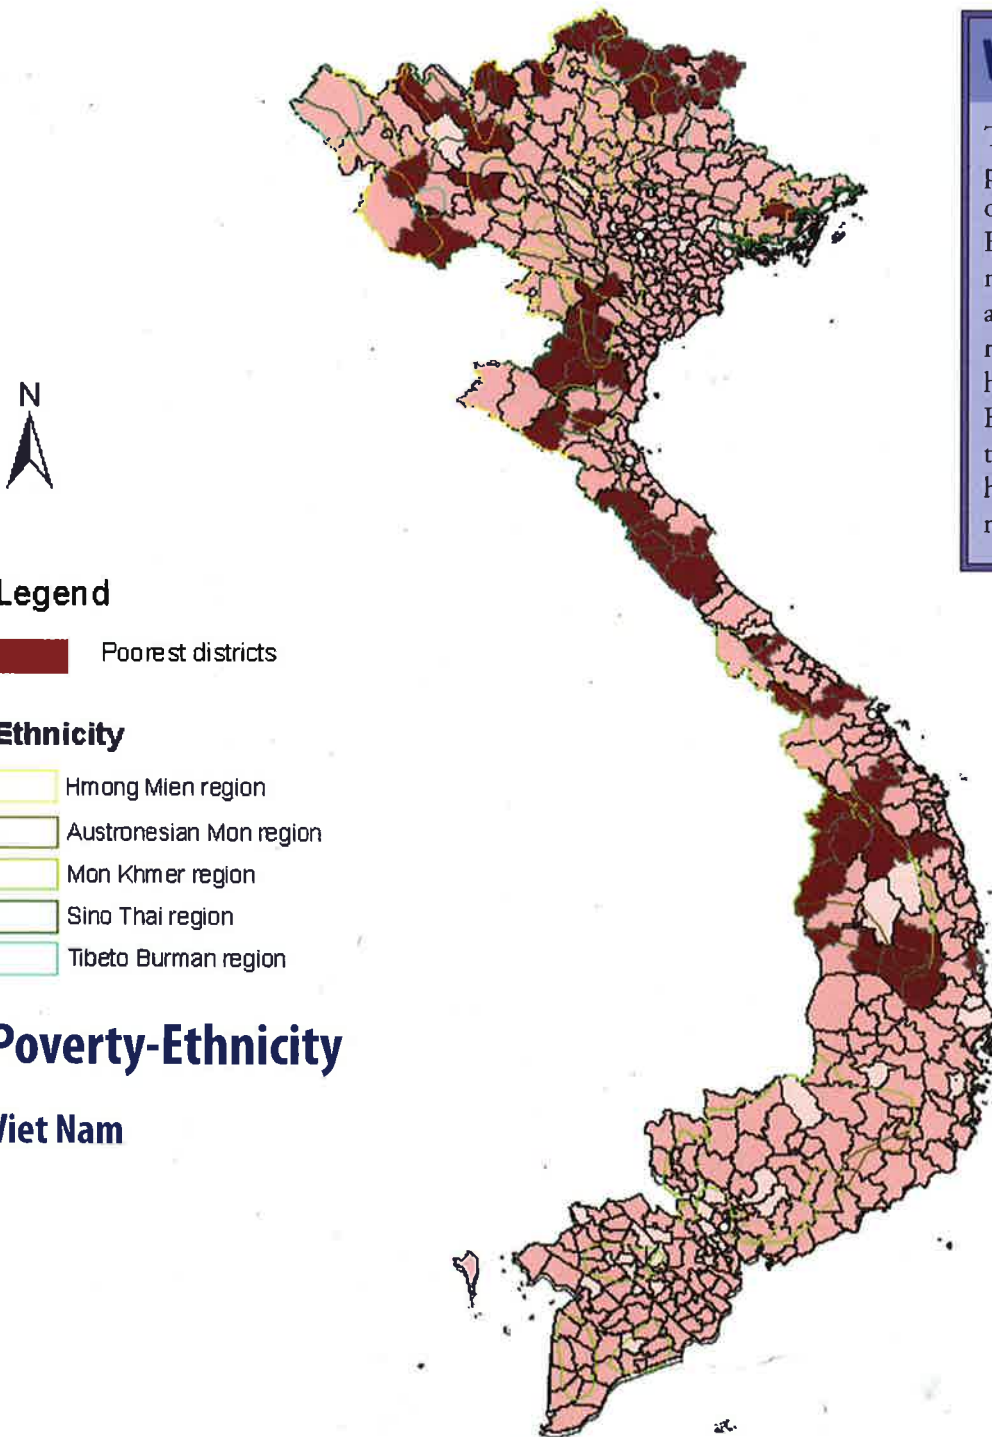 N
Legend
Poorest districts
Ethnicity
Hmong Mien region
Austronesian Mon region
Mon Khmer region
Sino Thai region
Tibeto Burman region
Poverty-Ethnicity
Viet Nam